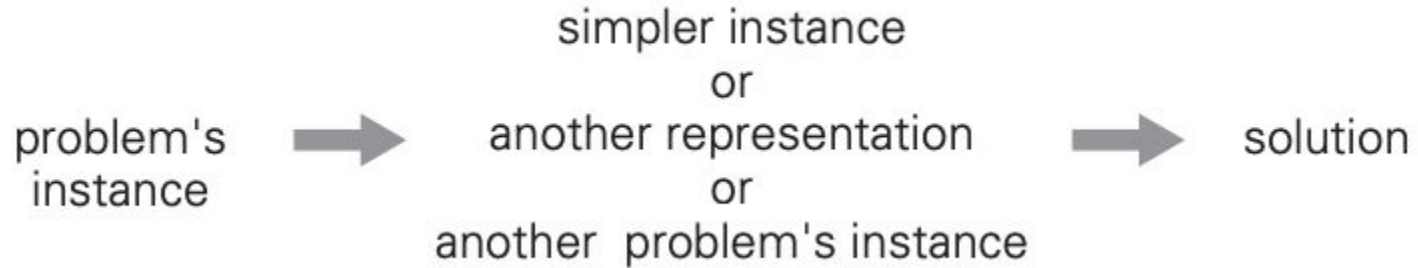 problem's
instance
simpler instance
or
another representation
or
another problem's instance
solution